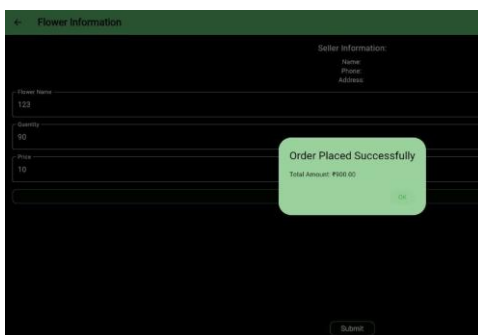 Flower Information
Seller Information:
Name:
Phone:
Address:
Flower Name
123
Quantity
90
Price
10
Order Placed Successfully
Total Amount: ₹900.00
OK
Submit